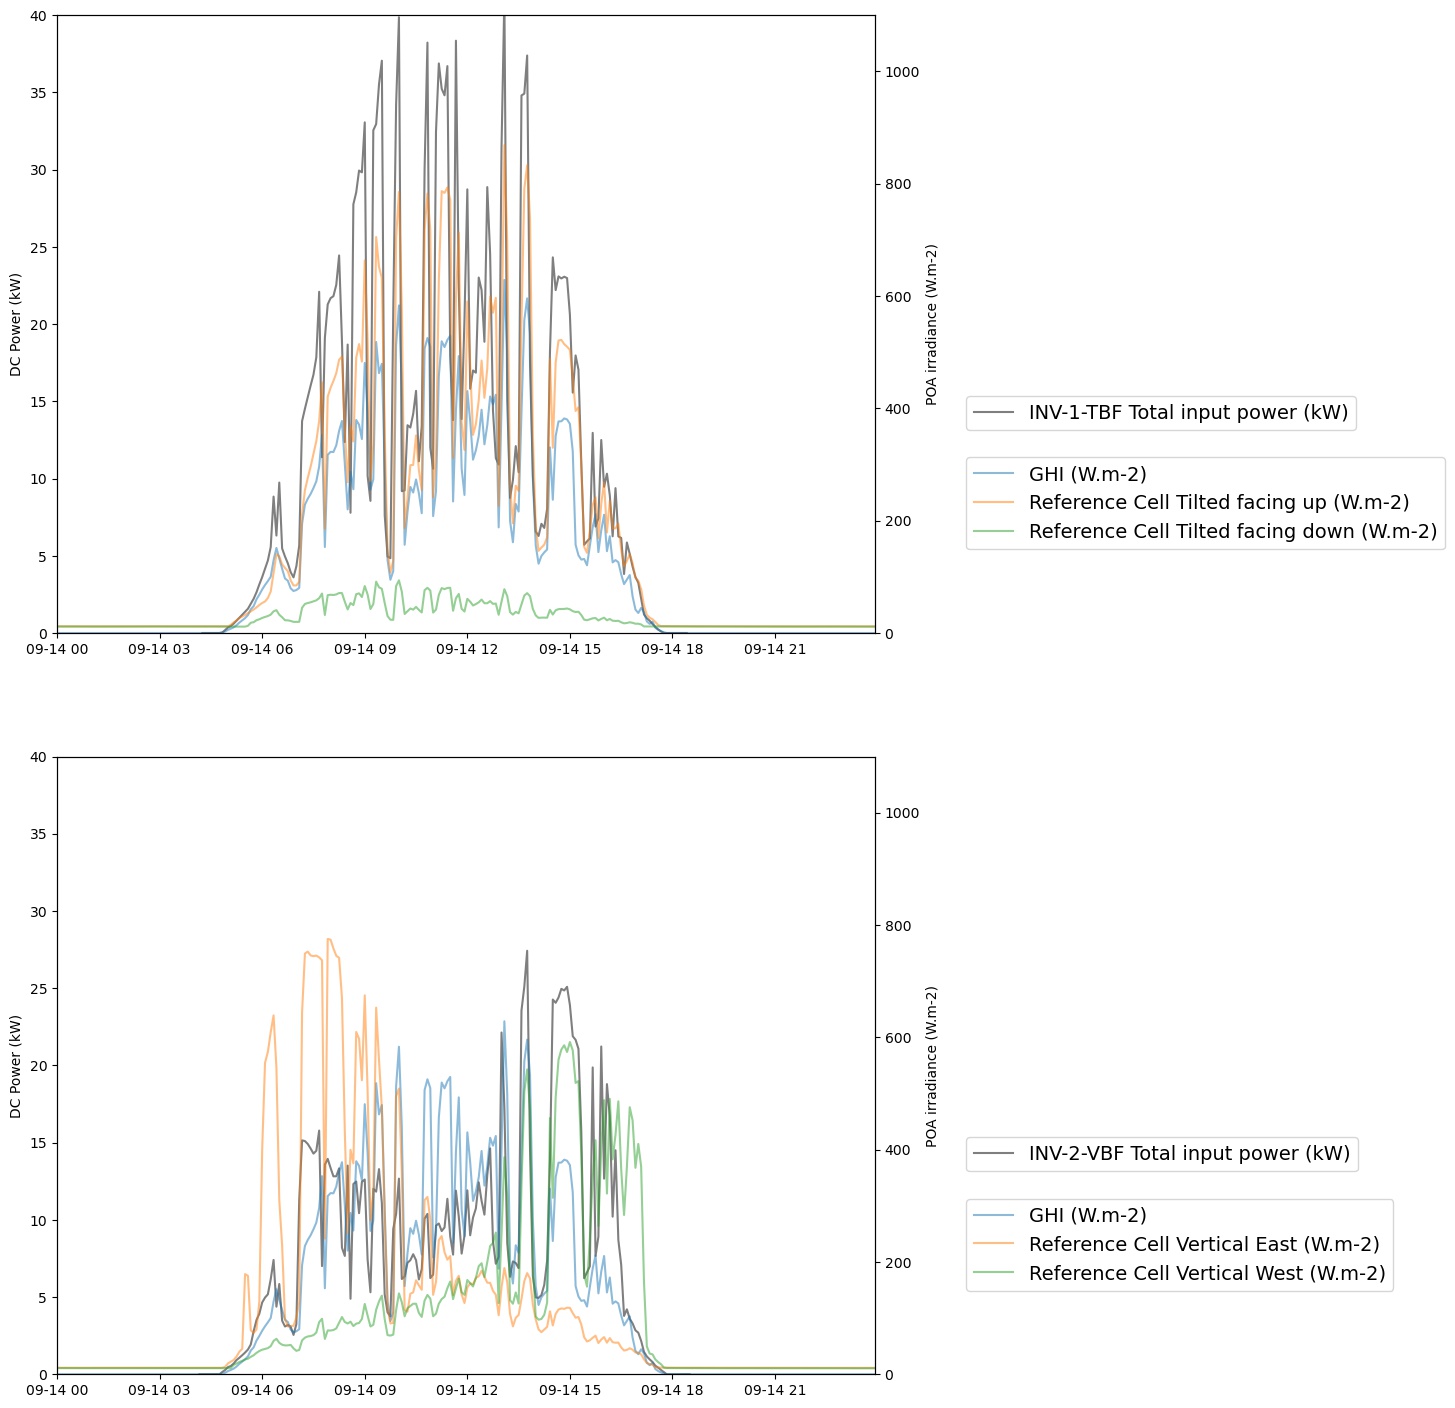 40
35
30
25
20
15
10
5
0
DC Power (kW)
1000
800
600
400
200
0
POA irradiance (W.m-2)
09-14 00 09-14 03 09-14 06 09-14 09 09-14 12 09-14 15 09-14 18 09-14 21
INV-1-TBF Total input power (kW)
GHI (W.m-2)
Reference Cell Tilted facing up (W.m-2)
Reference Cell Tilted facing down (W.m-2)
40
35
30
25
20
15
10
5
0
DC Power (kW)
1000
800
600
400
200
0
POA irradiance (W.m-2)
09-14 00 09-14 03 09-14 06 09-14 09 09-14 12 09-14 15 09-14 18 09-14 21
INV-2-VBF Total input power (kW)
GHI (W.m-2)
Reference Cell Vertical East (W.m-2)
Reference Cell Vertical West (W.m-2)